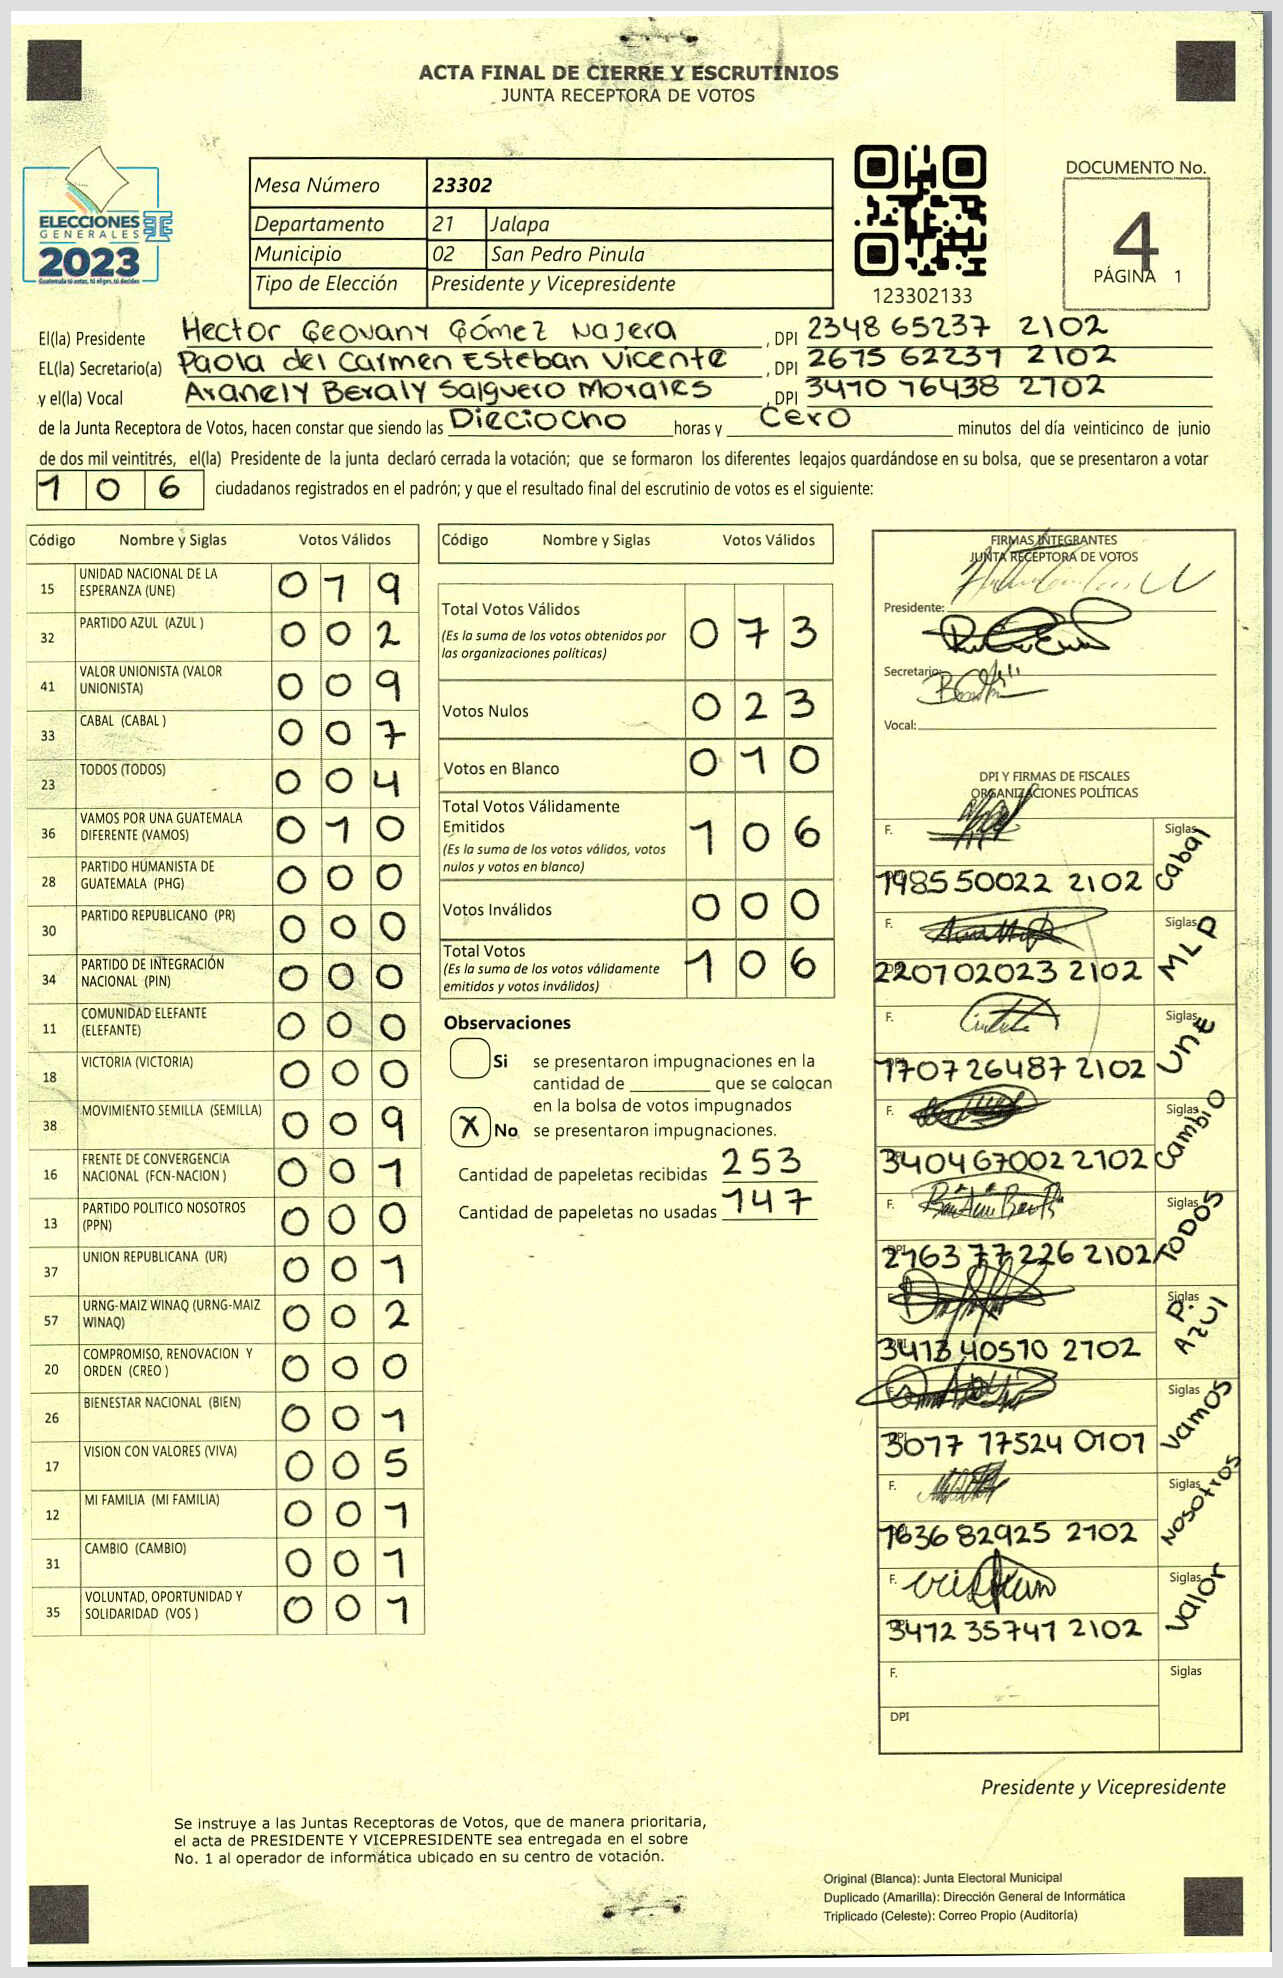 ACTA FINAL DE CIERRE Y ESCRUTINIOS
JUNTA RECEPTORA DE VOTOS
ELECCIONES
GENERALES
2023
Guatemala tú votas, tú eliges, tú decides
Mesa Número 23302
Departamento 21 Jalapa
Municipio 02 San Pedro Pinula
Tipo de Elección Presidente y Vicepresidente
123302133
DOCUMENTO No.
4
PÁGINA 1
El(la) Presidente Hector Geovany Gómez Najera , DPI 2348 65237 2102
EL(la) Secretario(a) Paola del Carmen Esteban Vicente , DPI 2675 62237 2102
y el(la) Vocal Aranely Beraly Salguero Morales , DPI 3470 76438 2102
de la Junta Receptora de Votos, hacen constar que siendo las Dieciocho horas y Cero minutos del día veinticinco de junio
de dos mil veintitrés, el(la) Presidente de la junta declaró cerrada la votación; que se formaron los diferentes legajos guardándose en su bolsa, que se presentaron a votar
1 0 6 ciudadanos registrados en el padrón; y que el resultado final del escrutinio de votos es el siguiente:
Código Nombre y Siglas Votos Válidos
15 UNIDAD NACIONAL DE LA ESPERANZA (UNE) 0 1 9
32 PARTIDO AZUL (AZUL ) 0 0 2
41 VALOR UNIONISTA (VALOR UNIONISTA) 0 0 9
33 CABAL (CABAL ) 0 0 7
23 TODOS (TODOS) 0 0 4
36 VAMOS POR UNA GUATEMALA DIFERENTE (VAMOS) 0 1 0
28 PARTIDO HUMANISTA DE GUATEMALA (PHG) 0 0 0
30 PARTIDO REPUBLICANO (PR) 0 0 0
34 PARTIDO DE INTEGRACIÓN NACIONAL (PIN) 0 0 0
11 COMUNIDAD ELEFANTE (ELEFANTE) 0 0 0
18 VICTORIA (VICTORIA) 0 0 0
38 MOVIMIENTO SEMILLA (SEMILLA) 0 0 9
16 FRENTE DE CONVERGENCIA NACIONAL (FCN-NACION ) 0 0 1
13 PARTIDO POLITICO NOSOTROS (PPN) 0 0 0
37 UNION REPUBLICANA (UR) 0 0 1
57 URNG-MAIZ WINAQ (URNG-MAIZ WINAQ) 0 0 2
20 COMPROMISO, RENOVACION Y ORDEN (CREO ) 0 0 0
26 BIENESTAR NACIONAL (BIEN) 0 0 1
17 VISION CON VALORES (VIVA) 0 0 5
12 MI FAMILIA (MI FAMILIA) 0 0 1
31 CAMBIO (CAMBIO) 0 0 1
35 VOLUNTAD, OPORTUNIDAD Y SOLIDARIDAD (VOS ) 0 0 1
Código Nombre y Siglas Votos Válidos
Total Votos Válidos 0 7 3
(Es la suma de los votos obtenidos por
las organizaciones políticas)
Votos Nulos 0 2 3
Votos en Blanco 0 1 0
Total Votos Válidamente
Emitidos 1 0 6
(Es la suma de los votos válidos, votos
nulos y votos en blanco)
Votos Inválidos 0 0 0
Total Votos 1 0 6
(Es la suma de los votos válidamente
emitidos y votos inválidos)
Observaciones
Si se presentaron impugnaciones en la
cantidad de ________ que se colocan
en la bolsa de votos impugnados
X No se presentaron impugnaciones.
Cantidad de papeletas recibidas 253
Cantidad de papeletas no usadas 147
FIRMAS INTEGRANTES
JUNTA RECEPTORA DE VOTOS
Presidente:
Secretario:
Vocal:
DPI Y FIRMAS DE FISCALES
ORGANIZACIONES POLÍTICAS
F. Siglas Cabal
DPI 1985 50022 2102
F. Siglas MLP
DPI 2207 02023 2102
F. Siglas UNE
DPI 1707 26487 2102
F. Siglas Cambio
DPI 3404 67002 2102
F. Siglas TODOS
DPI 2163 77226 2102
F. Siglas P. AZUl
DPI 3413 40510 2102
F. Siglas Vamos
DPI 3017 17524 0101
F. Siglas Nosotros
DPI 1636 82925 2102
F. Siglas Valor
DPI 3412 35741 2102
F. Siglas
DPI
Presidente y Vicepresidente
Se instruye a las Juntas Receptoras de Votos, que de manera prioritaria,
el acta de PRESIDENTE Y VICEPRESIDENTE sea entregada en el sobre
No. 1 al operador de informática ubicado en su centro de votación.
Original (Blanca): Junta Electoral Municipal
Duplicado (Amarilla): Dirección General de Informática
Triplicado (Celeste): Correo Propio (Auditoría)